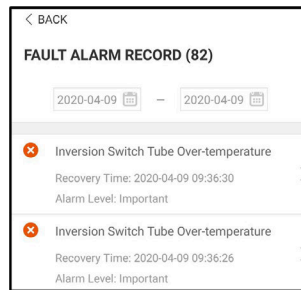 < BACK
FAULT ALARM RECORD (82)
2020-04-09 – 2020-04-09
Inversion Switch Tube Over-temperature
Recovery Time: 2020-04-09 09:36:30
Alarm Level: Important
Inversion Switch Tube Over-temperature
Recovery Time: 2020-04-09 09:36:26
Alarm Level: Important